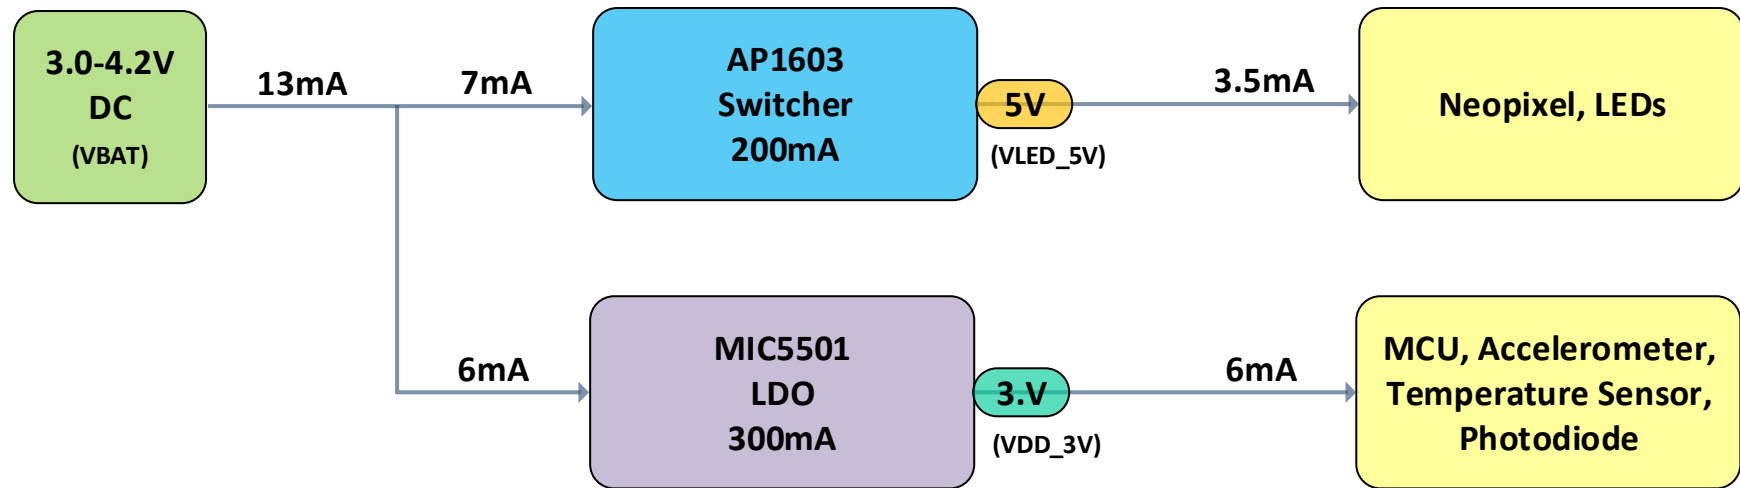 3.0-4.2V
DC
(VBAT)
13mA
7mA
AP1603
Switcher
200mA
5V
(VLED_5V)
3.5mA
Neopixel, LEDs
6mA
MIC5501
LDO
300mA
3.V
(VDD_3V)
6mA
MCU, Accelerometer,
Temperature Sensor,
Photodiode